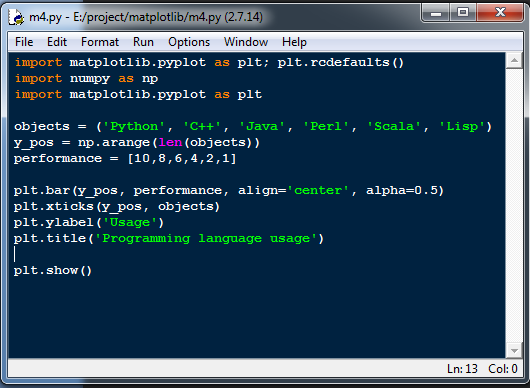 m4.py - E:/project/matplotlib/m4.py (2.7.14)
File Edit Format Run Options Window Help
import matplotlib.pyplot as plt; plt.rcdefaults()
import numpy as np
import matplotlib.pyplot as plt
objects = ('Python', 'C++', 'Java', 'Perl', 'Scala', 'Lisp')
y_pos = np.arange(len(objects))
performance = [10,8,6,4,2,1]
plt.bar(y_pos, performance, align='center', alpha=0.5)
plt.xticks(y_pos, objects)
plt.ylabel('Usage')
plt.title('Programming language usage')
plt.show()
Ln: 13 Col: 0